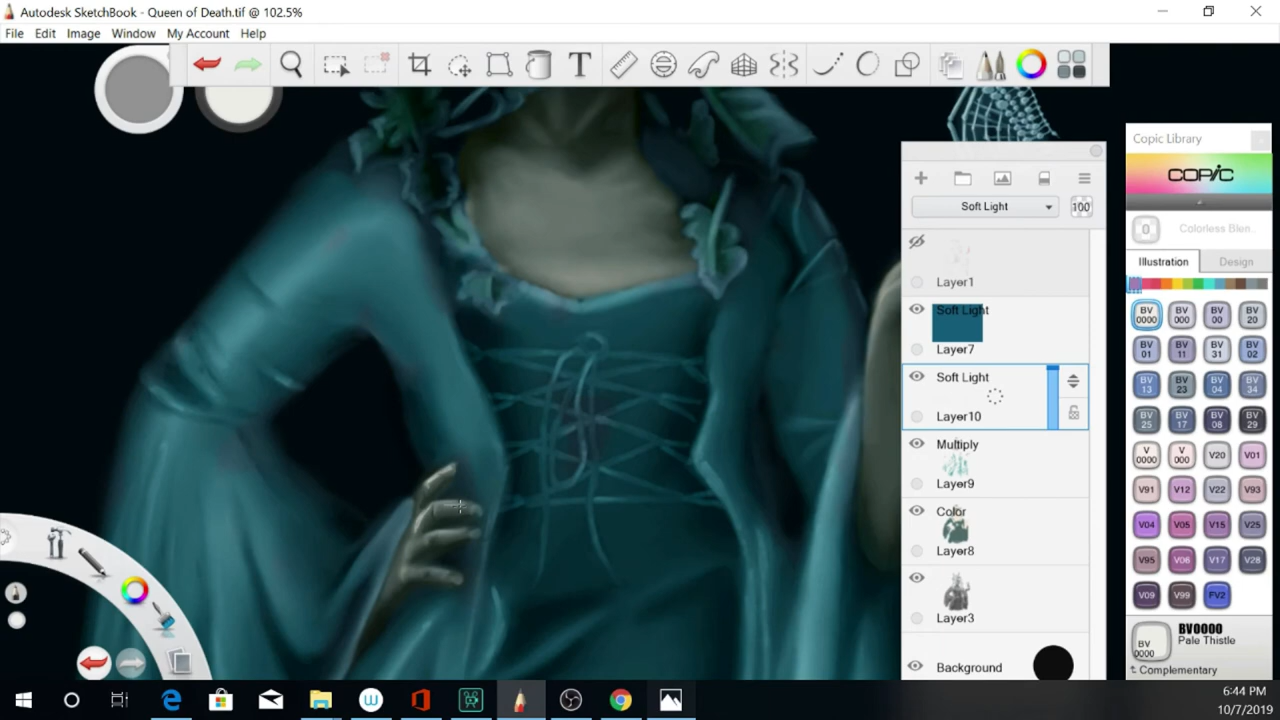 Autodesk SketchBook - Queen of Death.tif @ 102.5%
File Edit Image Window My Account Help
T
Soft Light 100
Layer1
Soft Light
Layer7
Soft Light
Layer10
Multiply
Layer9
Color
Layer8
Layer3
Background
Copic Library
COPIC
0 Colorless Blen...
Illustration Design
BV 0000 BV 000 BV 00 BV 20
BV 01 BV 11 BV 31 BV 02
BV 13 BV 23 BV 04 BV 34
BV 25 BV 17 BV 08 BV 29
V 0000 V 000 V20 V01
V91 V12 V22 V93
V04 V05 V15 V25
V95 V06 V17 V28
V09 V99 FV2
BV 0000
BV0000
Pale Thistle
Complementary
6:44 PM
10/7/2019